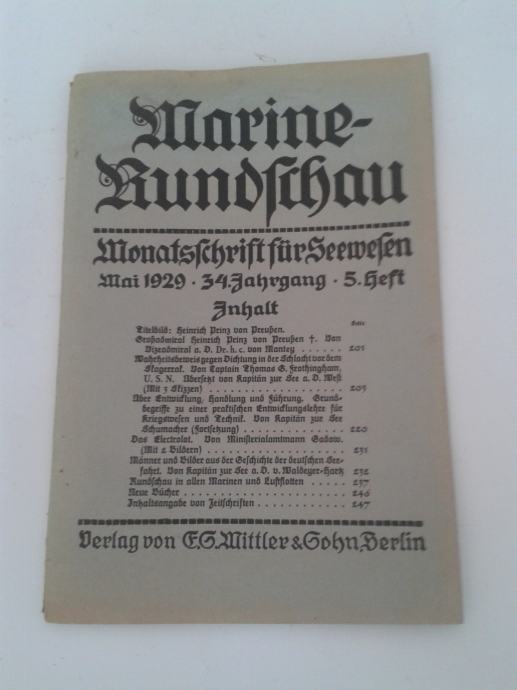 Marine-
Rundschau
Monatsschrift für Seewesen
Mai 1929 · 34. Jahrgang · 5. Heft
Inhalt
Seite
Titelbild: Heinrich Prinz von Preußen.
Großadmiral Heinrich Prinz von Preußen †. Von
Vizeadmiral a. D. Dr. h. c. von Mantey ...... 201
Wahrheitsbeweis gegen Dichtung in der Schlacht vor dem
Skagerrak. Von Captain Thomas G. Frothingham,
U. S. N. Übersetzt von Kapitän zur See a. D. West
(Mit 3 Skizzen) .................. 203
Über Entwicklung, Handlung und Führung. Grund-
begriffe zu einer praktischen Entwicklungslehre für
Kriegswesen und Technik. Von Kapitän zur See
Schumacher (Fortsetzung) .............. 220
Das Electrolot. Von Ministerialamtmann Gadow.
(Mit 2 Bildern) .................. 231
Männer und Bilder aus der Geschichte der deutschen See-
fahrt. Von Kapitän zur See a. D. v. Waldeyer-Hartz 232
Rundschau in allen Marinen und Luftflotten ..... 237
Neue Bücher ................... 246
Inhaltsangabe von Zeitschriften ........... 247
Verlag von E.S. Mittler & Sohn, Berlin